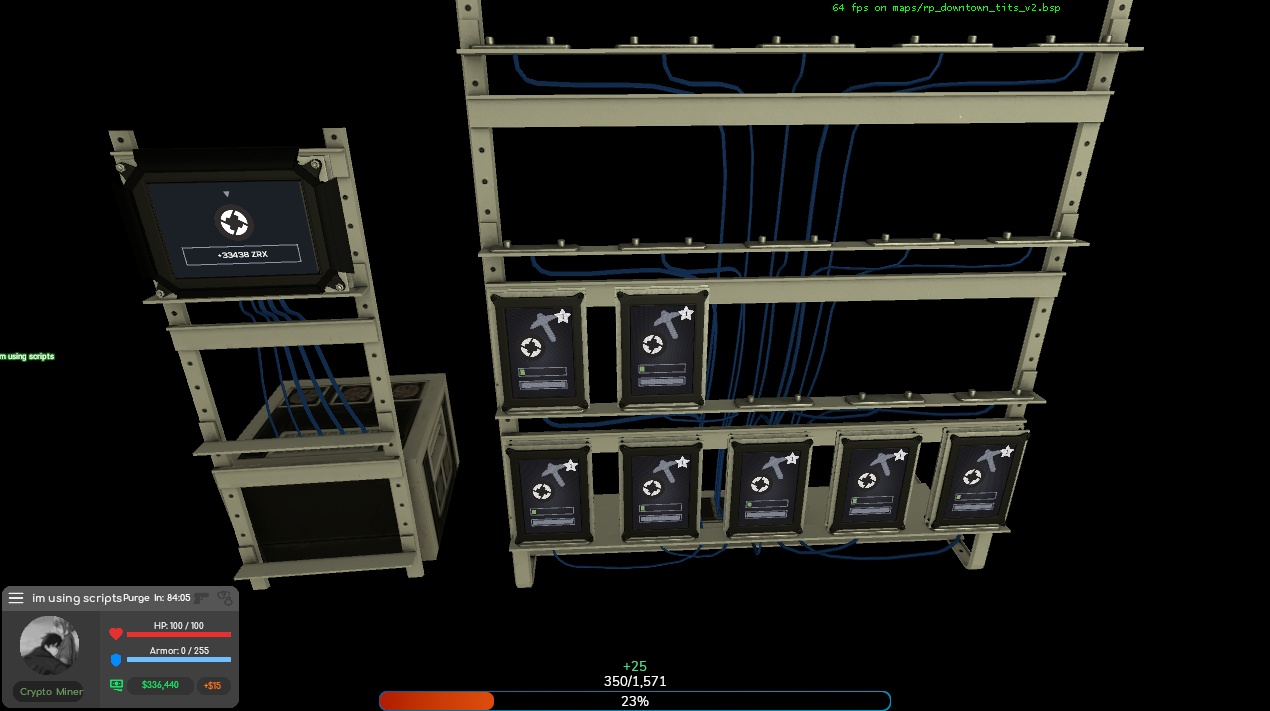 64 fps on maps/rp_downtown_tits_v2.bsp
+33438 ZRX
m using scripts
im using scripts
Purge In: 84:05
HP: 100 / 100
Armor: 0 / 255
Crypto Miner
$336,440
+$15
+25
350/1,571
23%